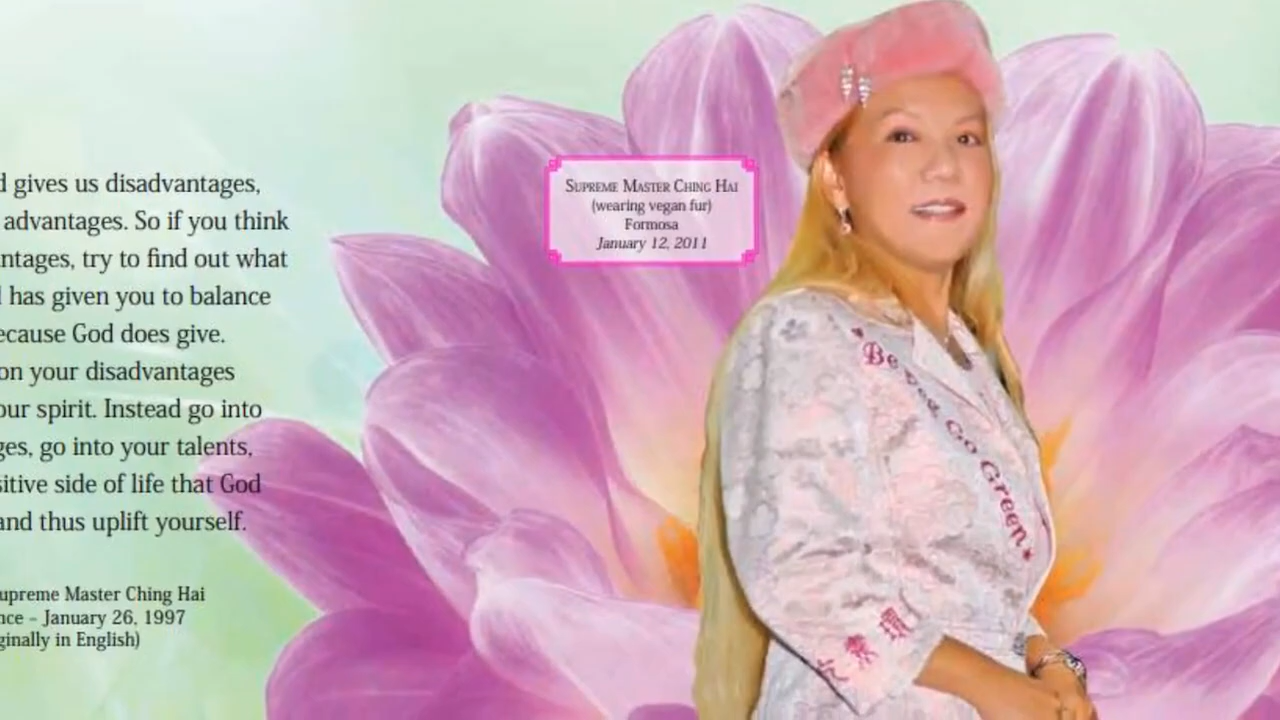 d gives us disadvantages,
advantages. So if you think
ntages, try to find out what
has given you to balance
ecause God does give.
on your disadvantages
our spirit. Instead go into
ges, go into your talents,
sitive side of life that God
and thus uplift yourself.
upreme Master Ching Hai
nce – January 26, 1997
ginally in English)
Supreme Master Ching Hai
(wearing vegan fur)
Formosa
January 12, 2011
Be veg Go Green